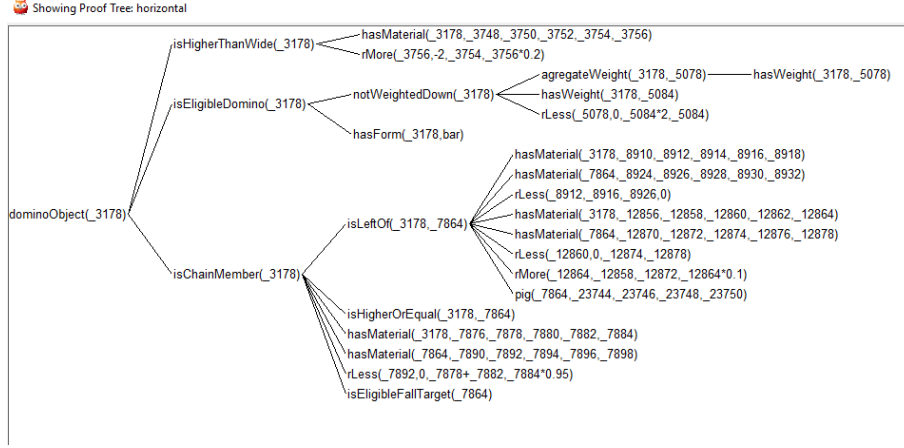 Showing Proof Tree: horizontal
hasMaterial(_3178,_3748,_3750,_3752,_3754,_3756)
isHigherThanWide(_3178)
rMore(_3756,-2,_3754,_3756*0.2)
agregateWeight(_3178,_5078)
hasWeight(_3178,_5078)
notWeightedDown(_3178)
hasWeight(_3178,_5084)
isEligibleDomino(_3178)
rLess(_5078,0,_5084*2,_5084)
hasForm(_3178,bar)
hasMaterial(_3178,_8910,_8912,_8914,_8916,_8918)
hasMaterial(_7864,_8924,_8926,_8928,_8930,_8932)
rLess(_8912,_8916,_8926,0)
dominoObject(_3178)
isLeftOf(_3178,_7864)
hasMaterial(_3178,_12856,_12858,_12860,_12862,_12864)
hasMaterial(_7864,_12870,_12872,_12874,_12876,_12878)
rLess(_12860,0,_12874,_12878)
isChainMember(_3178)
rMore(_12864,_12858,_12872,_12864*0.1)
pig(_7864,_23744,_23746,_23748,_23750)
isHigherOrEqual(_3178,_7864)
hasMaterial(_3178,_7876,_7878,_7880,_7882,_7884)
hasMaterial(_7864,_7890,_7892,_7894,_7896,_7898)
rLess(_7892,0,_7878+_7882,_7884*0.95)
isEligibleFallTarget(_7864)